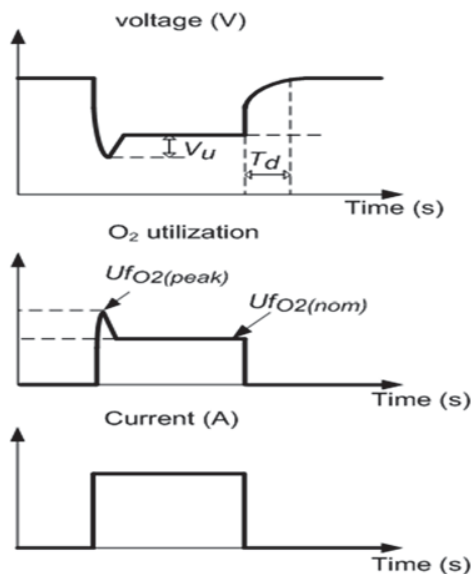 voltage (V)
Vu
Td
Time (s)
O2 utilization
UfO2(peak)
UfO2(nom)
Time (s)
Current (A)
Time (s)